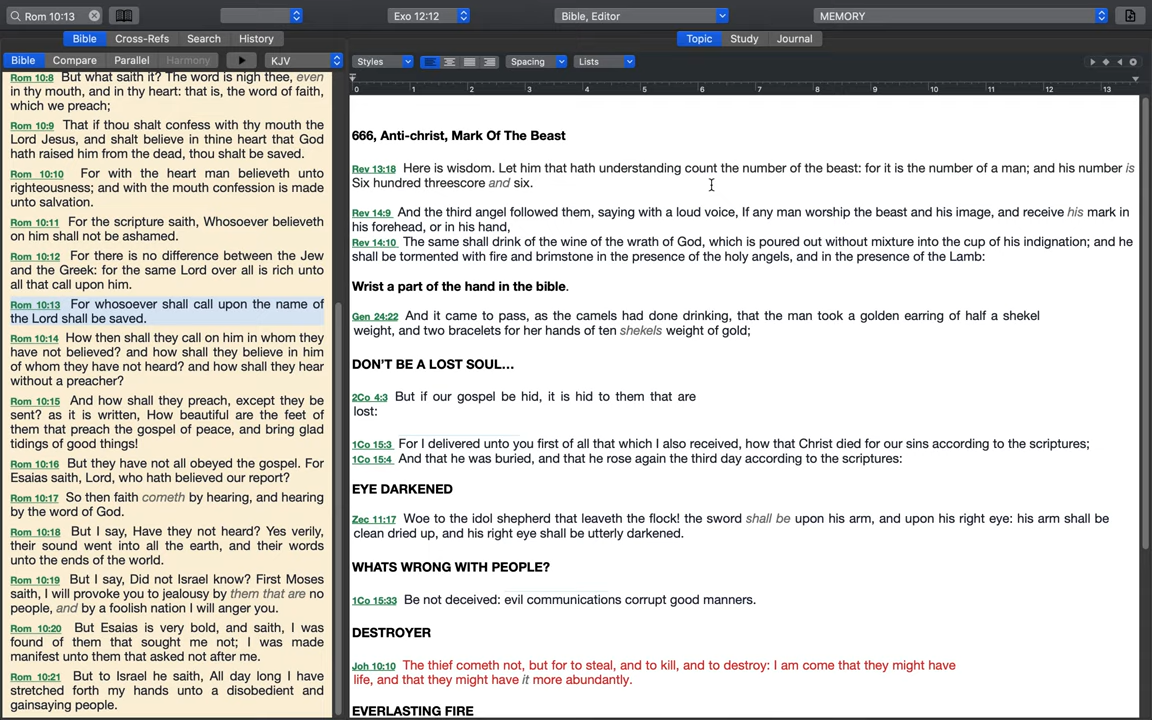 Rom 10:13
Exo 12:12
Bible, Editor
MEMORY
Bible
Cross-Refs
Search
History
Topic
Study
Journal
Bible
Compare
Parallel
Harmony
KJV
Styles
Spacing
Lists
0 1 2 3 4 5 6 7 8 9 10 11 12 13
Rom 10:8 But what saith it? The word is nigh thee, even
in thy mouth, and in thy heart: that is, the word of faith,
which we preach;
Rom 10:9 That if thou shalt confess with thy mouth the
Lord Jesus, and shalt believe in thine heart that God
hath raised him from the dead, thou shalt be saved.
Rom 10:10 For with the heart man believeth unto
righteousness; and with the mouth confession is made
unto salvation.
Rom 10:11 For the scripture saith, Whosoever believeth
on him shall not be ashamed.
Rom 10:12 For there is no difference between the Jew
and the Greek: for the same Lord over all is rich unto
all that call upon him.
Rom 10:13 For whosoever shall call upon the name of
the Lord shall be saved.
Rom 10:14 How then shall they call on him in whom they
have not believed? and how shall they believe in him
of whom they have not heard? and how shall they hear
without a preacher?
Rom 10:15 And how shall they preach, except they be
sent? as it is written, How beautiful are the feet of
them that preach the gospel of peace, and bring glad
tidings of good things!
Rom 10:16 But they have not all obeyed the gospel. For
Esaias saith, Lord, who hath believed our report?
Rom 10:17 So then faith cometh by hearing, and hearing
by the word of God.
Rom 10:18 But I say, Have they not heard? Yes verily,
their sound went into all the earth, and their words
unto the ends of the world.
Rom 10:19 But I say, Did not Israel know? First Moses
saith, I will provoke you to jealousy by them that are no
people, and by a foolish nation I will anger you.
Rom 10:20 But Esaias is very bold, and saith, I was
found of them that sought me not; I was made
manifest unto them that asked not after me.
Rom 10:21 But to Israel he saith, All day long I have
stretched forth my hands unto a disobedient and
gainsaying people.
666, Anti-christ, Mark Of The Beast
Rev 13:18 Here is wisdom. Let him that hath understanding count the number of the beast: for it is the number of a man; and his number is
Six hundred threescore and six.
Rev 14:9 And the third angel followed them, saying with a loud voice, If any man worship the beast and his image, and receive his mark in
his forehead, or in his hand,
Rev 14:10 The same shall drink of the wine of the wrath of God, which is poured out without mixture into the cup of his indignation; and he
shall be tormented with fire and brimstone in the presence of the holy angels, and in the presence of the Lamb:
Wrist a part of the hand in the bible.
Gen 24:22 And it came to pass, as the camels had done drinking, that the man took a golden earring of half a shekel
weight, and two bracelets for her hands of ten shekels weight of gold;
DON'T BE A LOST SOUL...
2Co 4:3 But if our gospel be hid, it is hid to them that are
lost:
1Co 15:3 For I delivered unto you first of all that which I also received, how that Christ died for our sins according to the scriptures;
1Co 15:4 And that he was buried, and that he rose again the third day according to the scriptures:
EYE DARKENED
Zec 11:17 Woe to the idol shepherd that leaveth the flock! the sword shall be upon his arm, and upon his right eye: his arm shall be
clean dried up, and his right eye shall be utterly darkened.
WHATS WRONG WITH PEOPLE?
1Co 15:33 Be not deceived: evil communications corrupt good manners.
DESTROYER
Joh 10:10 The thief cometh not, but for to steal, and to kill, and to destroy: I am come that they might have
life, and that they might have it more abundantly.
EVERLASTING FIRE